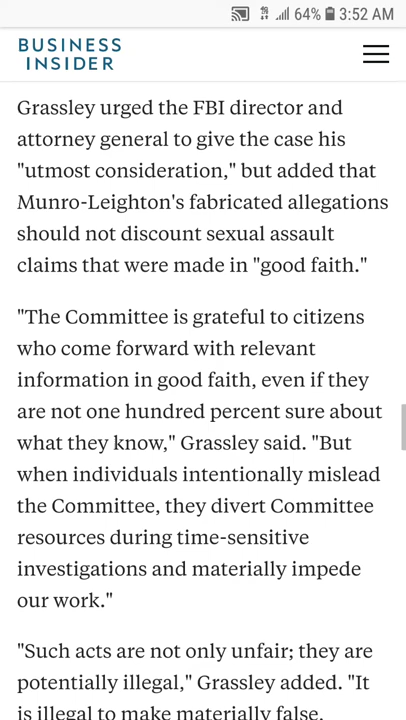 64% 3:52 AM
BUSINESS
INSIDER
Grassley urged the FBI director and
attorney general to give the case his
"utmost consideration," but added that
Munro-Leighton's fabricated allegations
should not discount sexual assault
claims that were made in "good faith."
"The Committee is grateful to citizens
who come forward with relevant
information in good faith, even if they
are not one hundred percent sure about
what they know," Grassley said. "But
when individuals intentionally mislead
the Committee, they divert Committee
resources during time-sensitive
investigations and materially impede
our work."
"Such acts are not only unfair; they are
potentially illegal," Grassley added. "It
is illegal to make materially false,